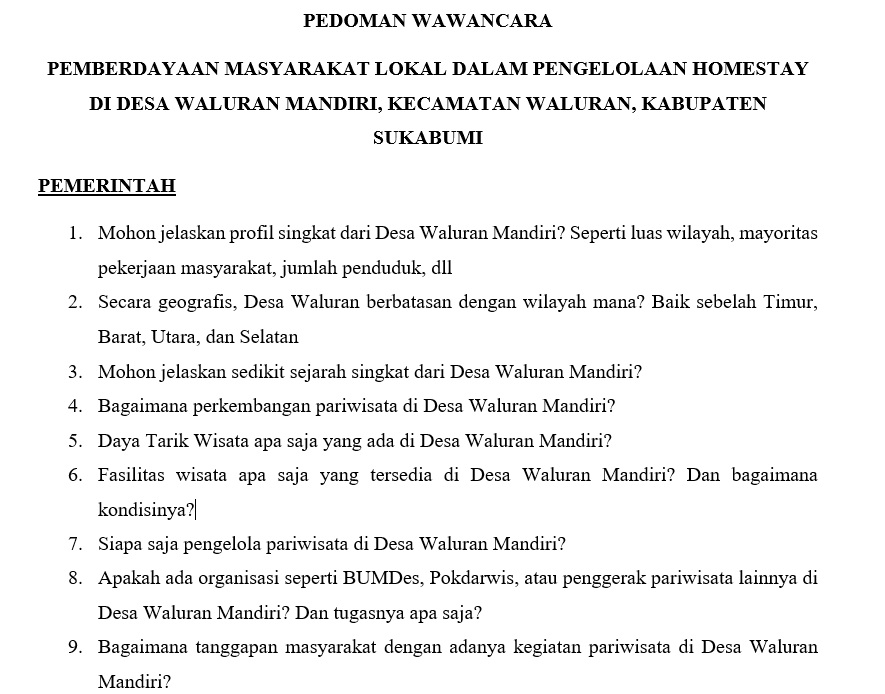 PEDOMAN WAWANCARA
PEMBERDAYAAN MASYARAKAT LOKAL DALAM PENGELOLAAN HOMESTAY
DI DESA WALURAN MANDIRI, KECAMATAN WALURAN, KABUPATEN
SUKABUMI
PEMERINTAH
1. Mohon jelaskan profil singkat dari Desa Waluran Mandiri? Seperti luas wilayah, mayoritas
pekerjaan masyarakat, jumlah penduduk, dll
2. Secara geografis, Desa Waluran berbatasan dengan wilayah mana? Baik sebelah Timur,
Barat, Utara, dan Selatan
3. Mohon jelaskan sedikit sejarah singkat dari Desa Waluran Mandiri?
4. Bagaimana perkembangan pariwisata di Desa Waluran Mandiri?
5. Daya Tarik Wisata apa saja yang ada di Desa Waluran Mandiri?
6. Fasilitas wisata apa saja yang tersedia di Desa Waluran Mandiri? Dan bagaimana
kondisinya?
7. Siapa saja pengelola pariwisata di Desa Waluran Mandiri?
8. Apakah ada organisasi seperti BUMDes, Pokdarwis, atau penggerak pariwisata lainnya di
Desa Waluran Mandiri? Dan tugasnya apa saja?
9. Bagaimana tanggapan masyarakat dengan adanya kegiatan pariwisata di Desa Waluran
Mandiri?